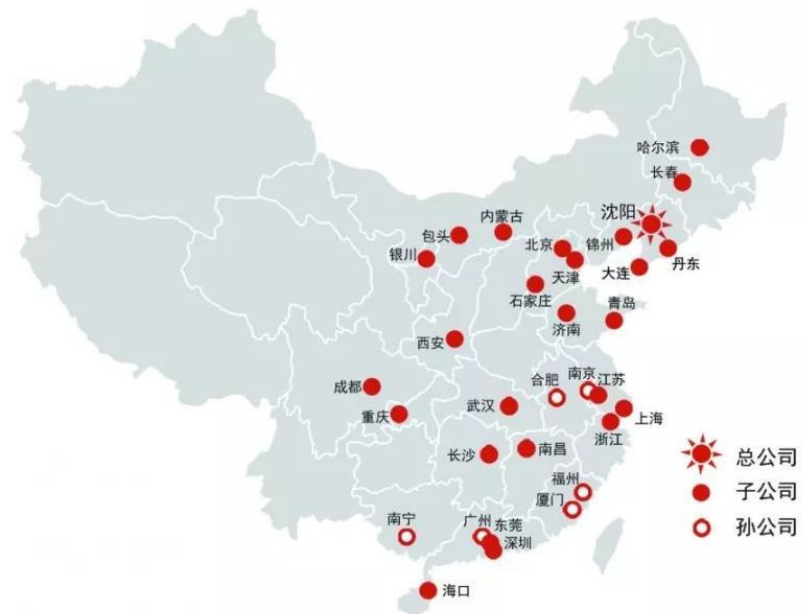 哈尔滨
长春
沈阳
内蒙古
包头
北京
锦州
银川
丹东
天津
大连
石家庄
青岛
济南
西安
合肥
南京
江苏
成都
武汉
重庆
上海
浙江
长沙
南昌
总公司
福州
子公司
厦门
南宁
广州
东莞
孙公司
深圳
海口